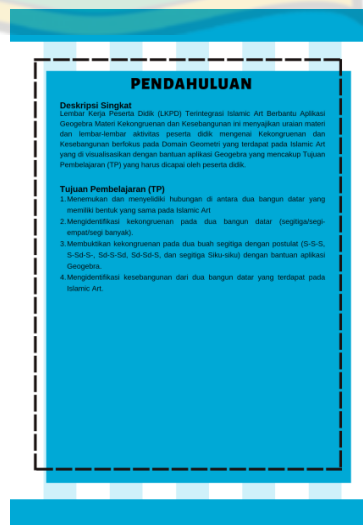 PENDAHULUAN
Deskripsi Singkat
Lembar Kerja Peserta Didik (LKPD) Terintegrasi Islamic Art Berbantu Aplikasi
Geogebra Materi Kekongruenan dan Kesebangunan ini menyajikan uraian materi
dan lembar-lembar aktivitas peserta didik mengenai Kekongruenan dan
Kesebangunan berfokus pada Domain Geometri yang terdapat pada Islamic Art
yang di visualisasikan dengan bantuan aplikasi Geogebra yang mencakup Tujuan
Persbelajaran (TP) yang harus dicapai oleh peserta didik.
Tujuan Pembelajaran (TP)
1. Menemukan dan menyelidiki hubungan di antara dua bangun datar yang
memiliki bentuk yang sama pada Islamic Art
2. Mengidentifikasi kekongruenan pada dua bangun datar (segitiga/segi-
empat/segi banyak).
3. Membuktikan kekongruenan pada dua buah segitiga dengan postulat (S-S-S,
S-Sd-S-, Sd-S-Sd, Sd-Sd-S, dan segitiga Siku-siku) dengan bantuan aplikasi
Geogebra.
4. Mengidentifikasi kesebangunan dari dua bangun datar yang terdapat pada
Islamic Art.